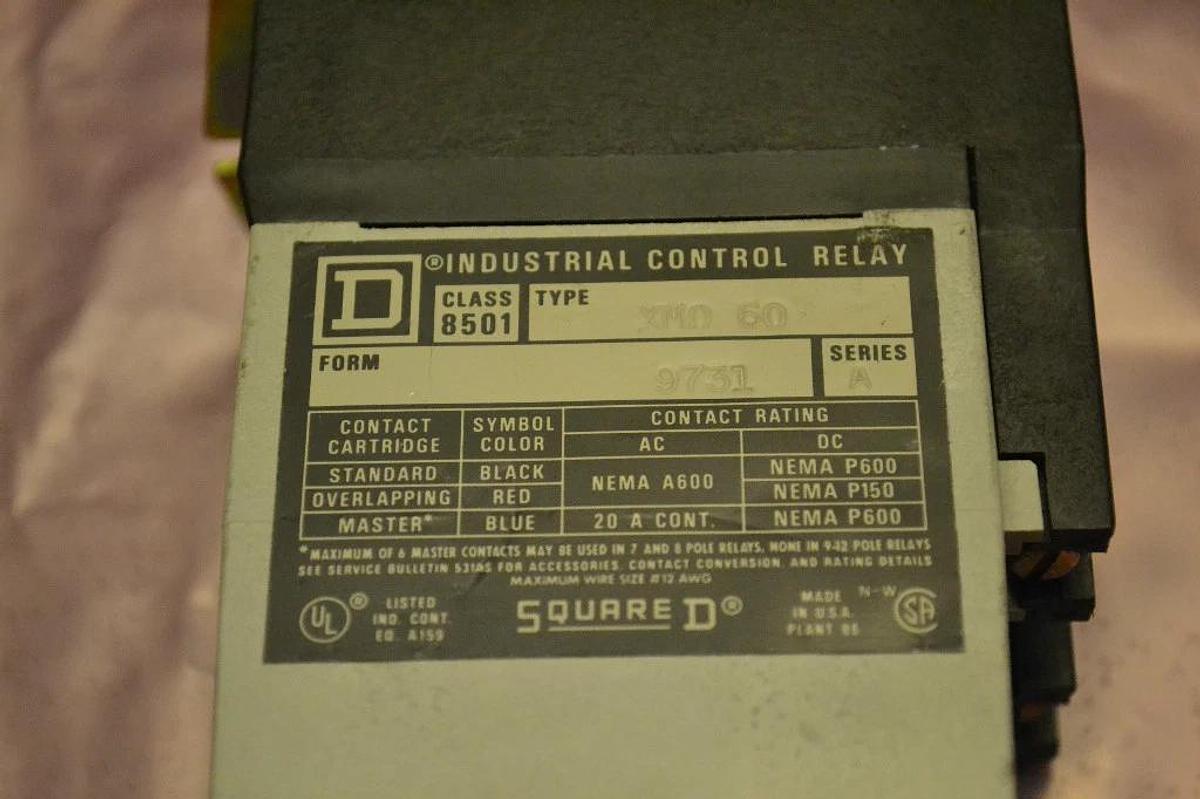 D ® INDUSTRIAL CONTROL RELAY
CLASS 8501 TYPE XMO 60
FORM 9731 SERIES A
CONTACT CARTRIDGE SYMBOL COLOR CONTACT RATING
AC DC
STANDARD BLACK NEMA A600 NEMA P600
OVERLAPPING RED NEMA P150
MASTER* BLUE 20 A CONT. NEMA P600
*MAXIMUM OF 6 MASTER CONTACTS MAY BE USED IN 7 AND 8 POLE RELAYS, NONE IN 9-12 POLE RELAYS
SEE SERVICE BULLETIN 531AS FOR ACCESSORIES, CONTACT CONVERSION, AND RATING DETAILS
MAXIMUM WIRE SIZE #12 AWG
UL ® LISTED
IND. CONT.
EQ. A159
SQUARE D ®
MADE N-W
IN U.S.A.
PLANT
SA